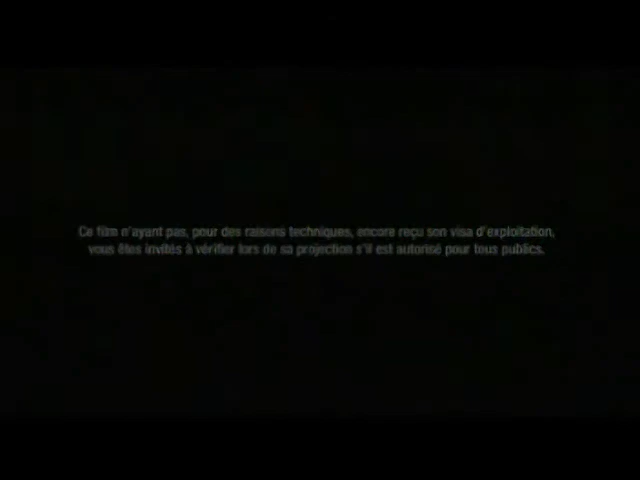 Ce film n'ayant pas, pour des raisons techniques, encore reçu son visa d'exploitation,
vous êtes invités à vérifier lors de sa projection s'il est autorisé pour tous publics.